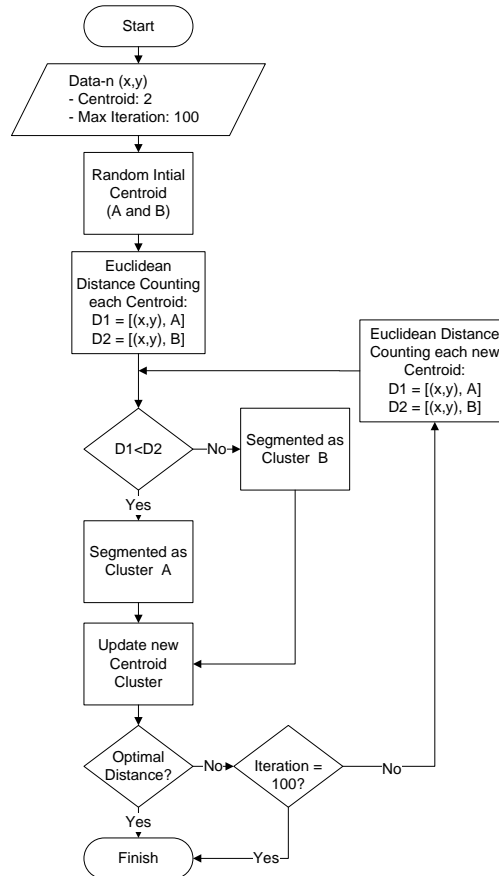 Start
Data-n (x,y)
- Centroid: 2
- Max Iteration: 100
Random Intial
Centroid
(A and B)
Euclidean
Distance Counting
each Centroid:
D1 = [(x,y), A]
D2 = [(x,y), B]
Euclidean Distance
Counting each new
Centroid:
D1 = [(x,y), A]
D2 = [(x,y), B]
D1<D2
No
Segmented as
Cluster B
Yes
Segmented as
Cluster A
Update new
Centroid
Cluster
Optimal
Distance?
No
Iteration =
100?
No
Yes
Yes
Finish